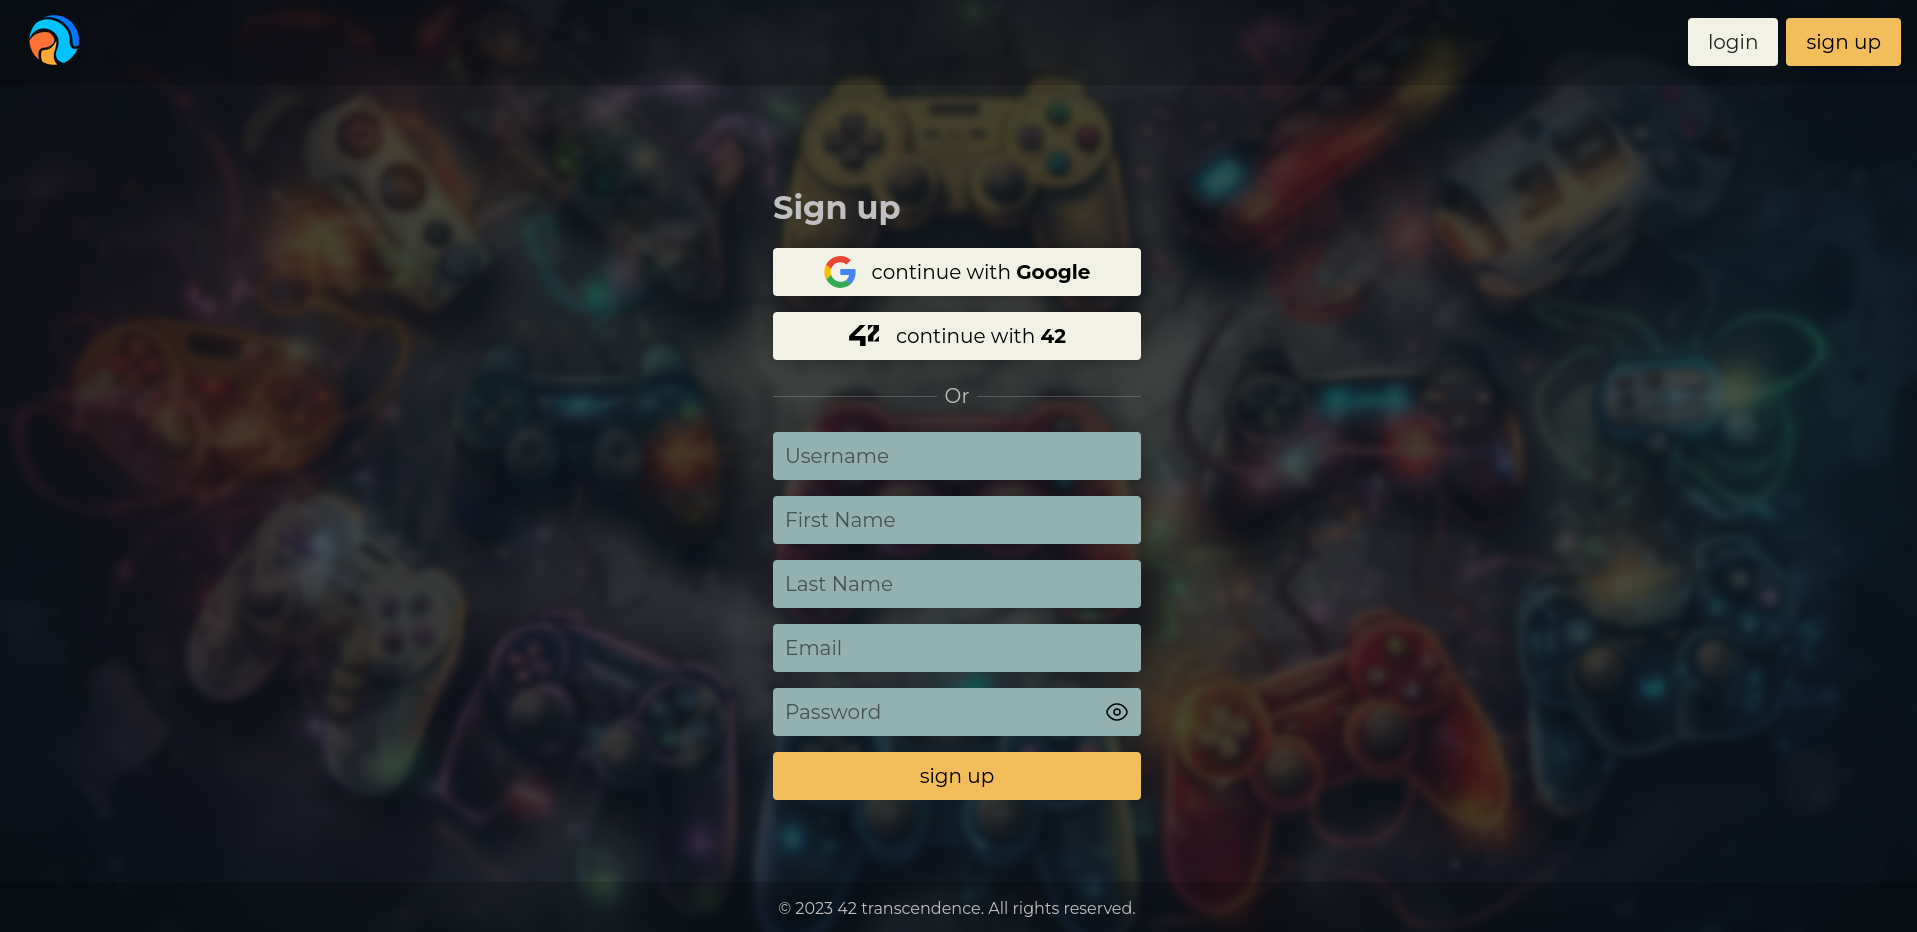 login
sign up
Sign up
continue with Google
42 continue with 42
Or
Username
First Name
Last Name
Email
Password
sign up
© 2023 42 transcendence. All rights reserved.